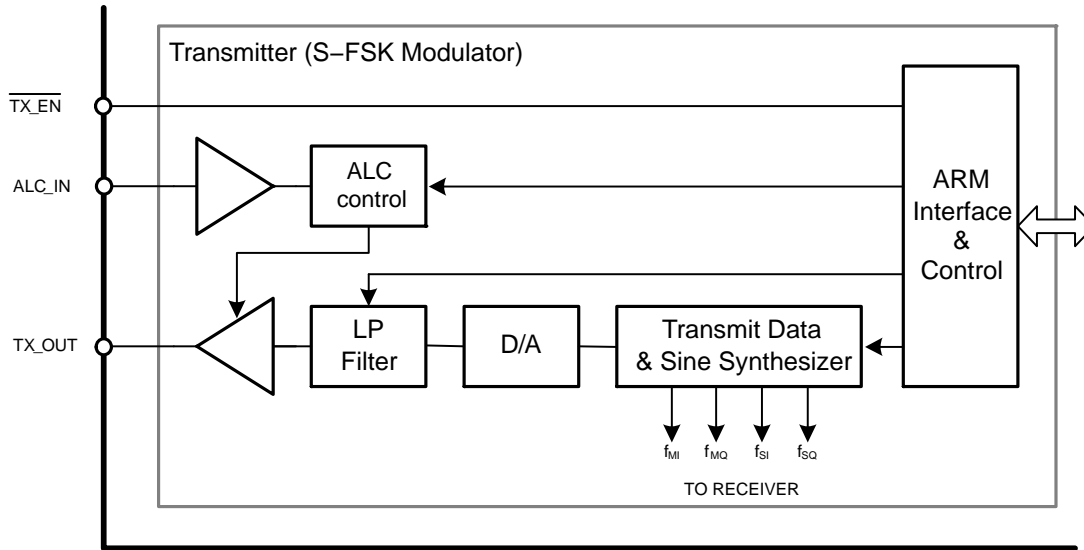 Transmitter (S−FSK Modulator)
TX_EN
ALC_IN
ALC
control
ARM
Interface
&
Control
TX_OUT
LP
Filter
D/A
Transmit Data
& Sine Synthesizer
fMI
fMQ
fSI
fSQ
TO RECEIVER